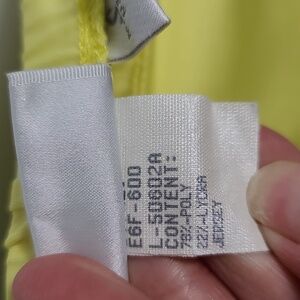 E6F-600
L-50802A
CONTENT:
78%-POLY
22%-LYCRA
JERSEY